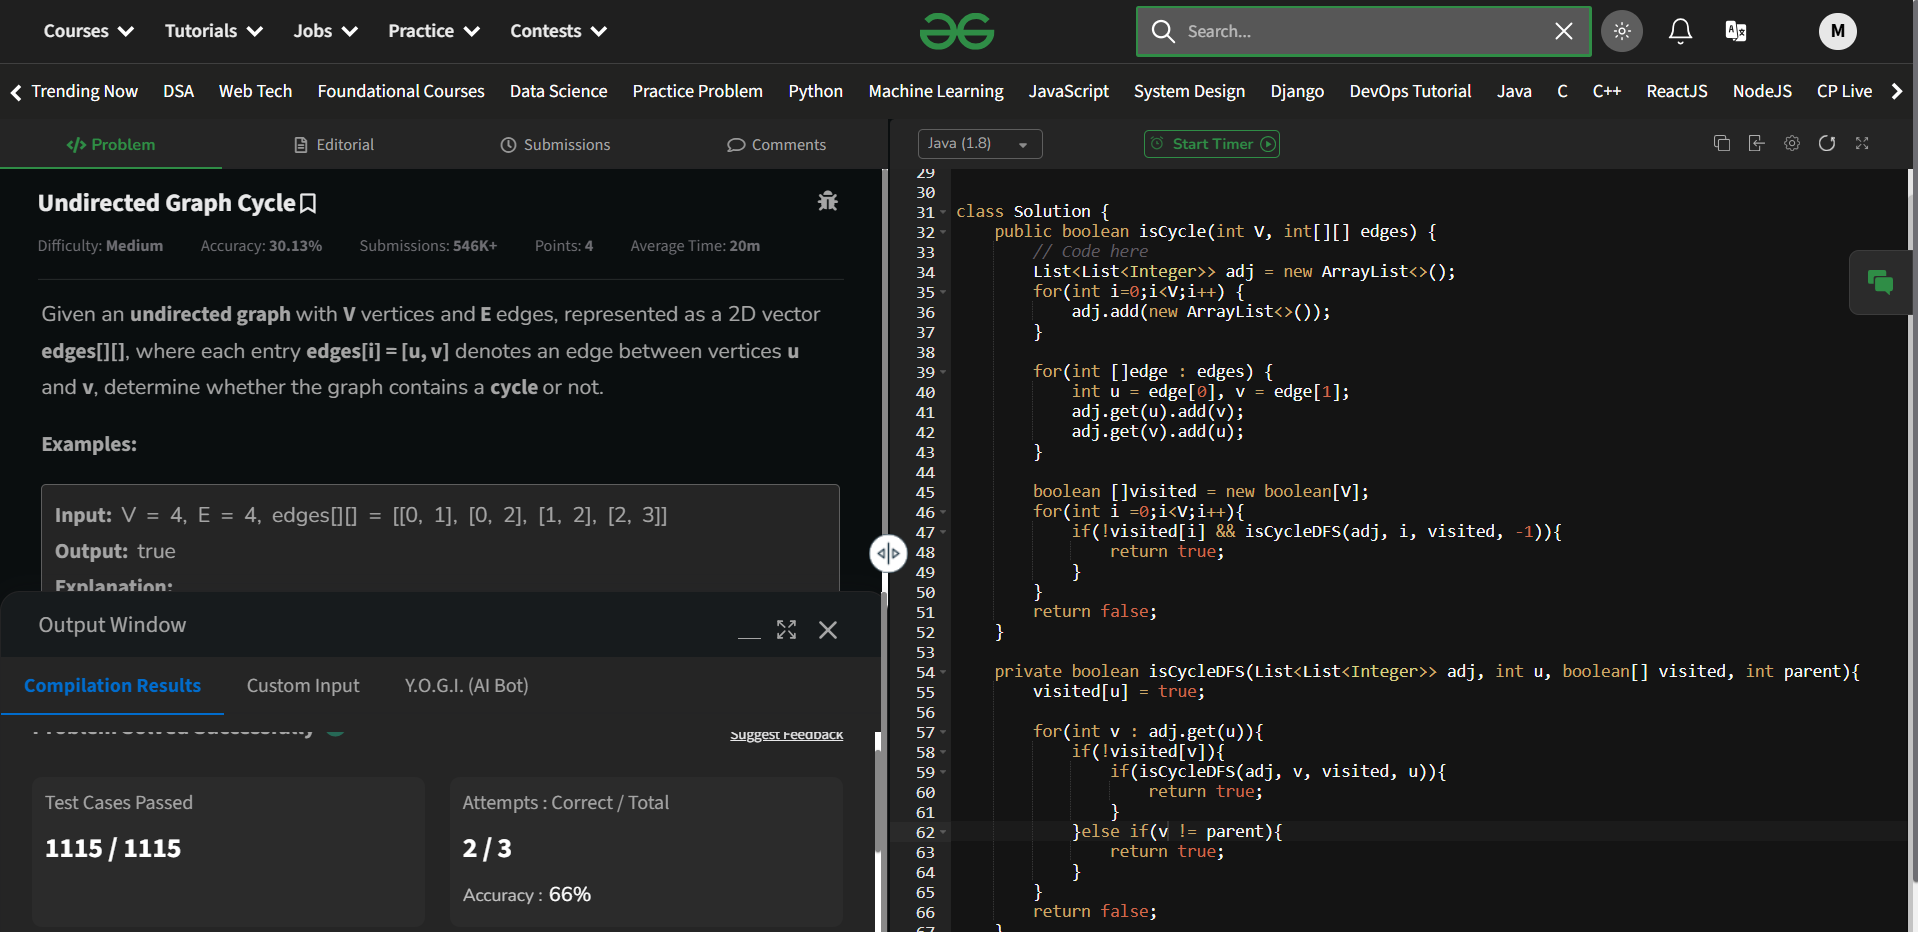 Courses Tutorials Jobs Practice Contests Search... M
Trending Now DSA Web Tech Foundational Courses Data Science Practice Problem Python Machine Learning JavaScript System Design Django DevOps Tutorial Java C C++ ReactJS NodeJS CP Live
</> Problem Editorial Submissions Comments
Undirected Graph Cycle
Difficulty: Medium Accuracy: 30.13% Submissions: 546K+ Points: 4 Average Time: 20m
Given an undirected graph with V vertices and E edges, represented as a 2D vector
edges[][], where each entry edges[i] = [u, v] denotes an edge between vertices u
and v, determine whether the graph contains a cycle or not.
Examples:
Input: V = 4, E = 4, edges[][] = [[0, 1], [0, 2], [1, 2], [2, 3]]
Output: true
Explanation:
Output Window
Compilation Results Custom Input Y.O.G.I. (AI Bot)
Problem Solved Successfully Suggest Feedback
Test Cases Passed
1115 / 1115
Attempts : Correct / Total
2 / 3
Accuracy : 66%
Java (1.8) Start Timer
29
30
31 class Solution {
32 public boolean isCycle(int V, int[][] edges) {
33 // Code here
34 List<List<Integer>> adj = new ArrayList<>();
35 for(int i=0;i<V;i++) {
36 adj.add(new ArrayList<>());
37 }
38
39 for(int []edge : edges) {
40 int u = edge[0], v = edge[1];
41 adj.get(u).add(v);
42 adj.get(v).add(u);
43 }
44
45 boolean []visited = new boolean[V];
46 for(int i =0;i<V;i++){
47 if(!visited[i] && isCycleDFS(adj, i, visited, -1)){
48 return true;
49 }
50 }
51 return false;
52 }
53
54 private boolean isCycleDFS(List<List<Integer>> adj, int u, boolean[] visited, int parent){
55 visited[u] = true;
56
57 for(int v : adj.get(u)){
58 if(!visited[v]){
59 if(isCycleDFS(adj, v, visited, u)){
60 return true;
61 }
62 }else if(v != parent){
63 return true;
64 }
65 }
66 return false;
67 }